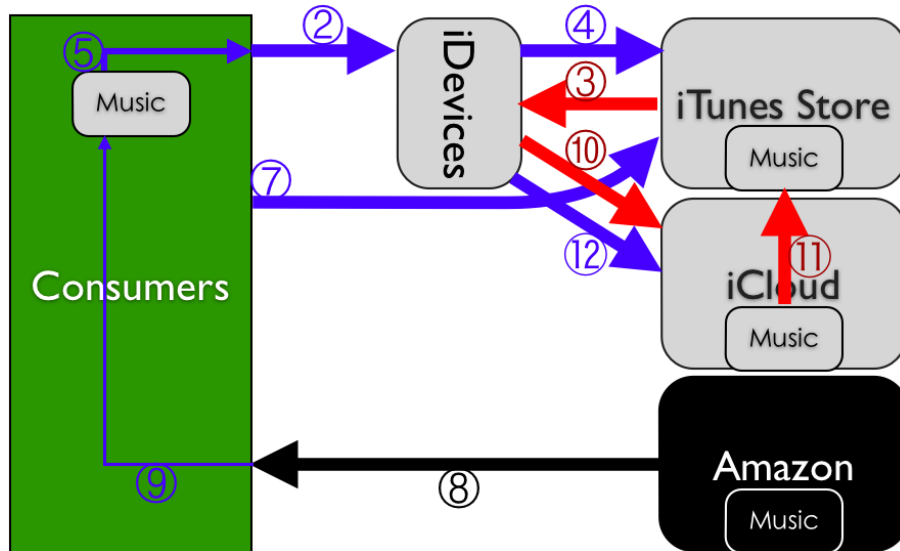 ⑤
②
④
iDevices
③
Music
iTunes Store
⑩
Music
⑦
⑫
⑪
Consumers
iCloud
Music
Amazon
⑨
⑧
Music